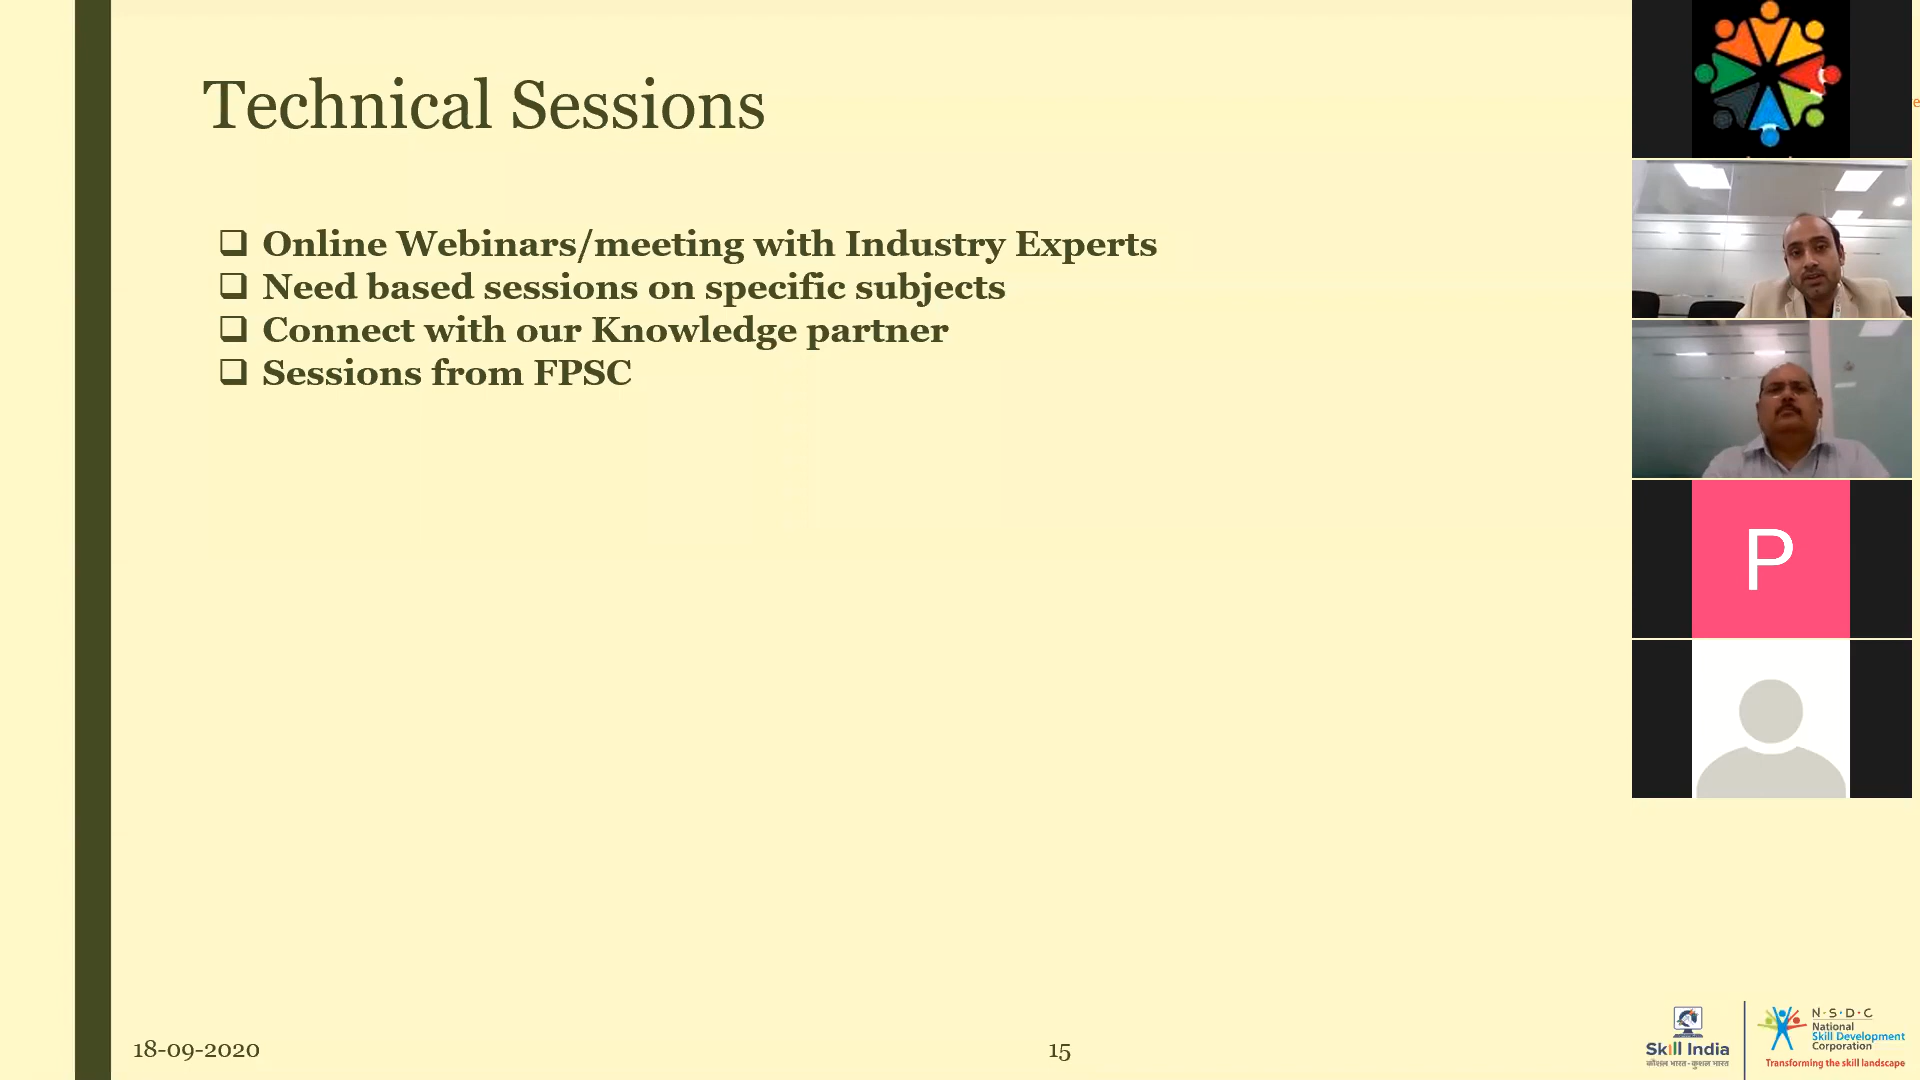 Technical Sessions
Online Webinars/meeting with Industry Experts
Need based sessions on specific subjects
Connect with our Knowledge partner
Sessions from FPSC
P
18-09-2020
15
Skill India
कौशल भारत - कुशल भारत
N·S·D·C
National
Skill Development
Corporation
Transforming the skill landscape